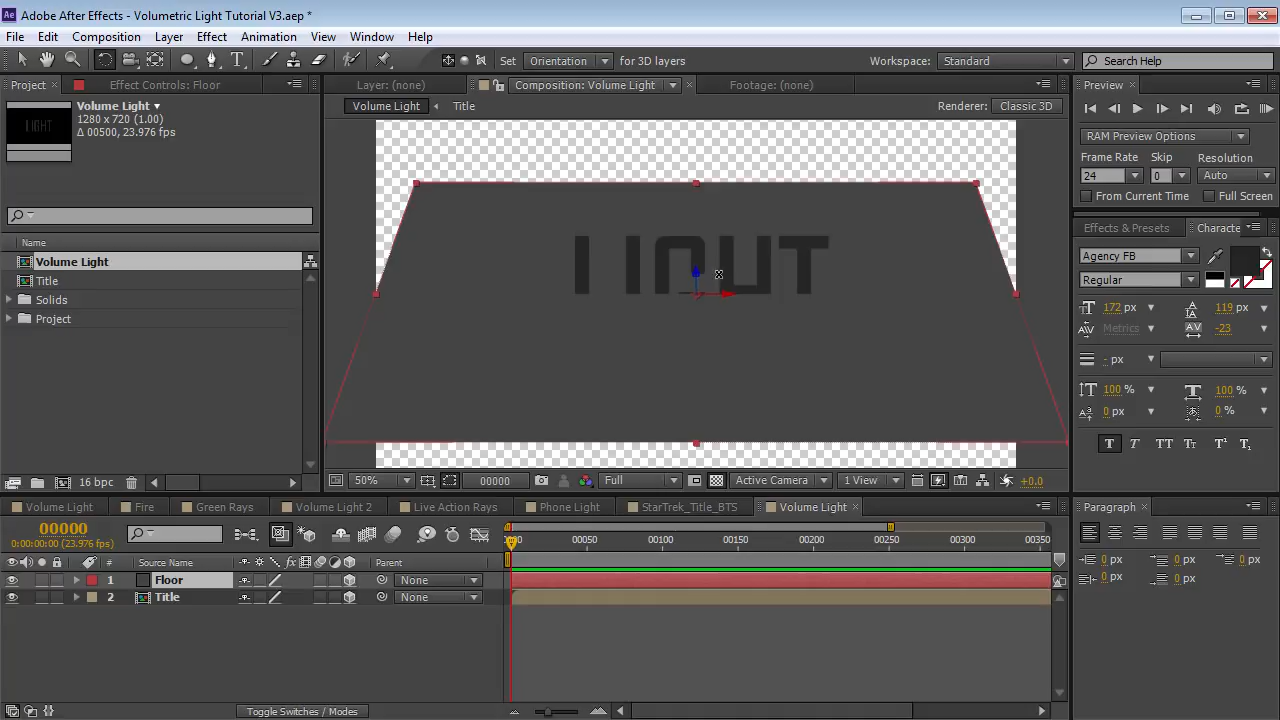 Adobe After Effects - Volumetric Light Tutorial V3.aep *
File Edit Composition Layer Effect Animation View Window Help
Set Orientation for 3D layers Workspace: Standard Search Help
Project Effect Controls: Floor Layer: (none) Composition: Volume Light Footage: (none) Preview
Volume Light Title Renderer: Classic 3D
Volume Light
1280 x 720 (1.00)
Δ 00500, 23.976 fps
RAM Preview Options
Frame Rate Skip Resolution
24 0 Auto
From Current Time Full Screen
Effects & Presets Characte
Name
Volume Light
Title
Solids
Project
Agency FB
Regular
172 px 119 px
Metrics -23
- px
100 % 100 %
0 px 0 %
T T TT Tr T¹ T₁
16 bpc 50% 00000 Full Active Camera 1 View +0.0
Volume Light Fire Green Rays Volume Light 2 Live Action Rays Phone Light StarTrek_Title_BTS Volume Light Paragraph
00000
0:00:00:00 (23.976 fps)
00 00050 00100 00150 00200 00250 00300 00350
# Source Name Parent
1 Floor None
2 Title None
0 px 0 px 0 px
0 px 0 px
Toggle Switches / Modes